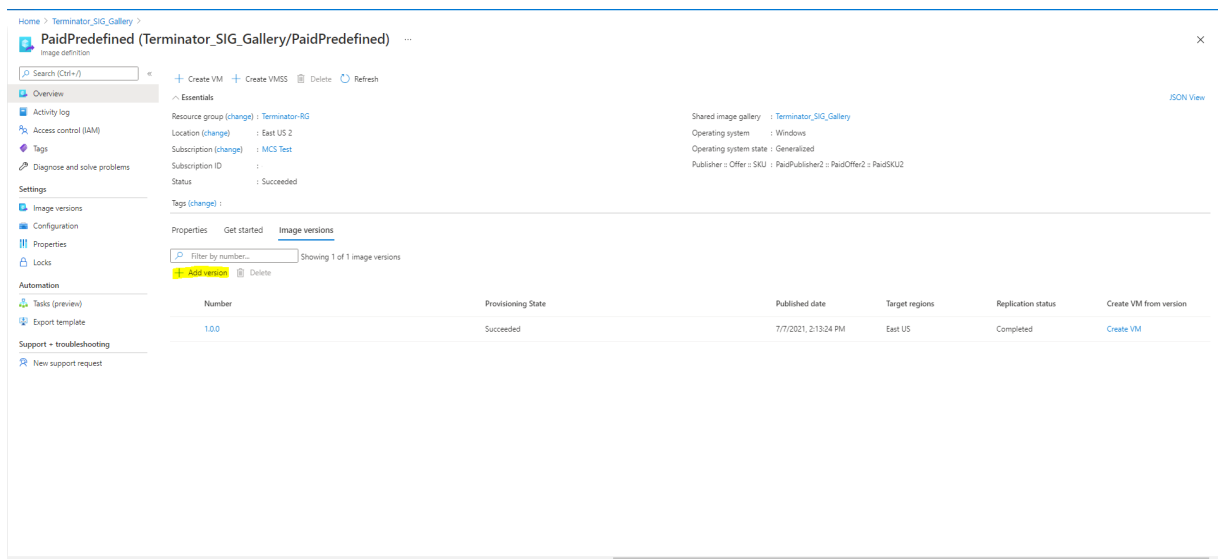 Home > Terminator_SIG_Gallery >
PaidPredefined (Terminator_SIG_Gallery/PaidPredefined) ...
Image definition
Search (Ctrl+/) «
Overview
Activity log
Access control (IAM)
Tags
Diagnose and solve problems
Settings
Image versions
Configuration
Properties
Locks
Automation
Tasks (preview)
Export template
Support + troubleshooting
New support request
+ Create VM + Create VMSS Delete Refresh
Essentials JSON View
Resource group (change) : Terminator-RG
Location (change) : East US 2
Subscription (change) : MCS Test
Subscription ID :
Status : Succeeded
Shared image gallery : Terminator_SIG_Gallery
Operating system : Windows
Operating system state : Generalized
Publisher :: Offer :: SKU : PaidPublisher2 :: PaidOffer2 :: PaidSKU2
Tags (change) :
Properties Get started Image versions
Filter by number... Showing 1 of 1 image versions
+ Add version Delete
Number Provisioning State Published date Target regions Replication status Create VM from version
1.0.0 Succeeded 7/7/2021, 2:13:24 PM East US Completed Create VM